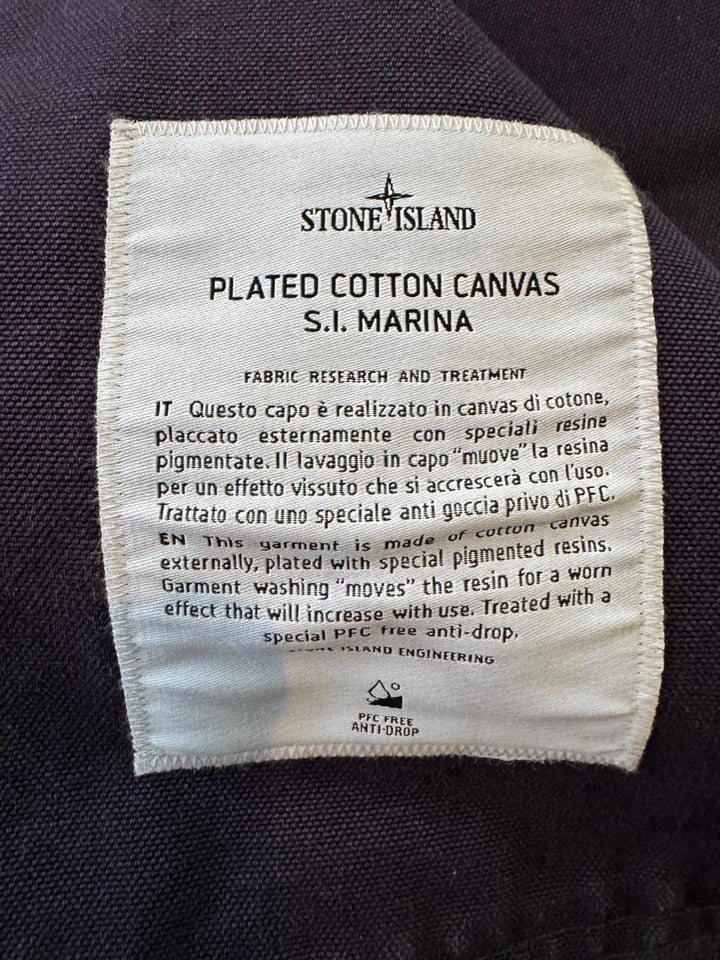 STONE ISLAND
PLATED COTTON CANVAS
S.I. MARINA
FABRIC RESEARCH AND TREATMENT
IT Questo capo è realizzato in canvas di cotone,
placcato esternamente con speciali resine
pigmentate. Il lavaggio in capo "muove" la resina
per un effetto vissuto che si accrescerà con l'uso.
Trattato con uno speciale anti goccia privo di PFC.
EN This garment is made of cotton canvas
externally, plated with special pigmented resins.
Garment washing "moves" the resin for a worn
effect that will increase with use. Treated with a
special PFC free anti-drop.
STONE ISLAND ENGINEERING
PFC FREE
ANTI-DROP